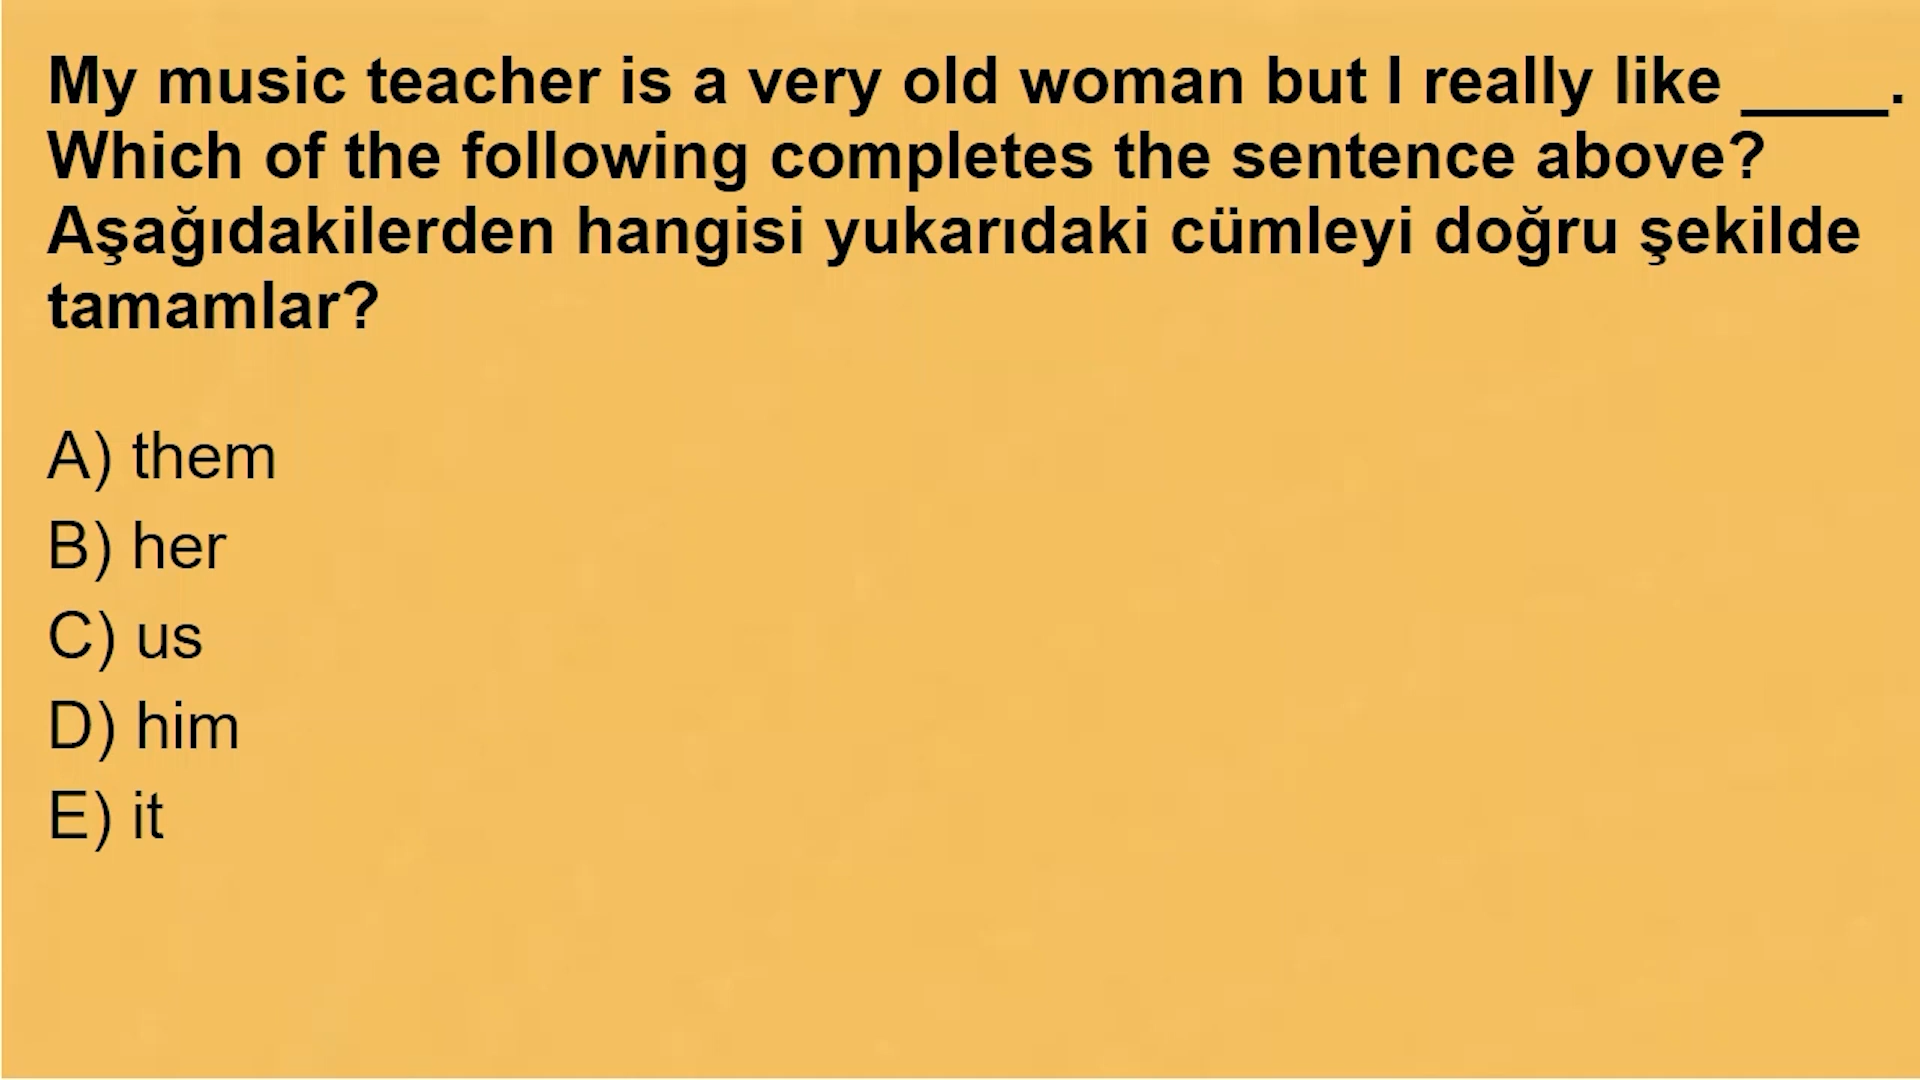 My music teacher is a very old woman but I really like ____.
Which of the following completes the sentence above?
Aşağıdakilerden hangisi yukarıdaki cümleyi doğru şekilde
tamamlar?
A) them
B) her
C) us
D) him
E) it